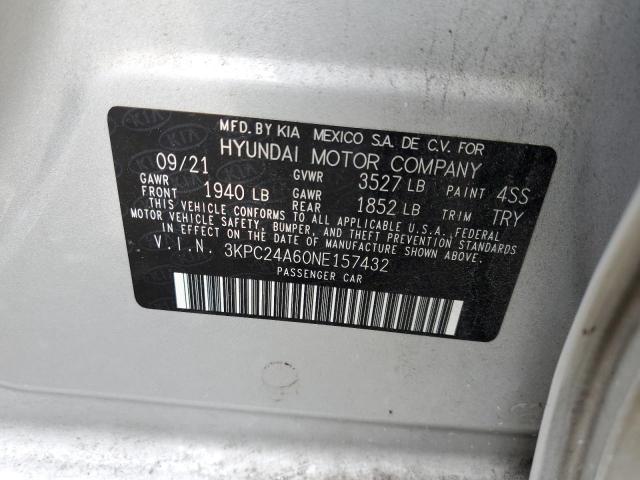 MFD. BY KIA MEXICO S.A. DE C.V. FOR
HYUNDAI MOTOR COMPANY
09/21 GVWR 3527 LB PAINT 4SS
GAWR FRONT 1940 LB GAWR REAR 1852 LB TRIM TRY
THIS VEHICLE CONFORMS TO ALL APPLICABLE U.S.A. FEDERAL
MOTOR VEHICLE SAFETY, BUMPER, AND THEFT PREVENTION STANDARDS
IN EFFECT ON THE DATE OF MANUFACTURE SHOWN ABOVE.
V.I.N. 3KPC24A60NE157432
PASSENGER CAR